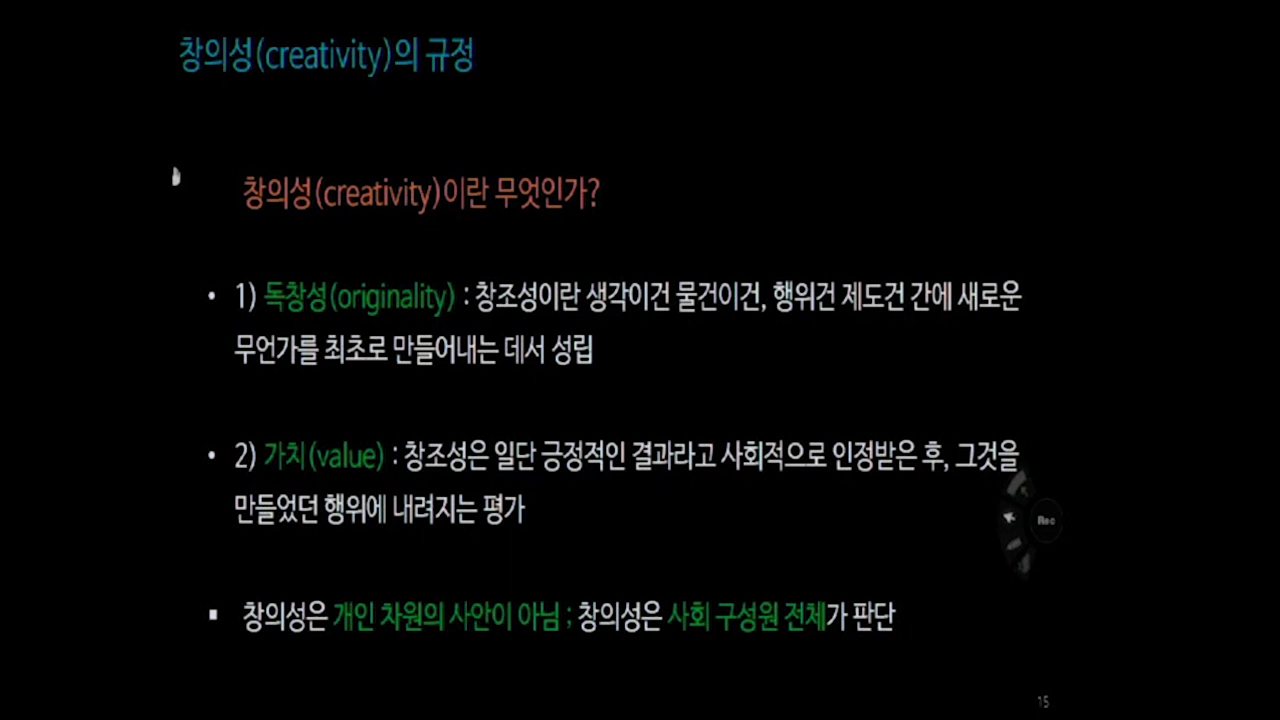 창의성(creativity)의 규정
창의성(creativity)이란 무엇인가?
• 1) 독창성(originality) : 창조성이란 생각이건 물건이건, 행위건 제도건 간에 새로운
무언가를 최초로 만들어내는 데서 성립
• 2) 가치(value) : 창조성은 일단 긍정적인 결과라고 사회적으로 인정받은 후, 그것을
만들었던 행위에 내려지는 평가
Rec
▪ 창의성은 개인 차원의 사안이 아님 ; 창의성은 사회 구성원 전체가 판단
15